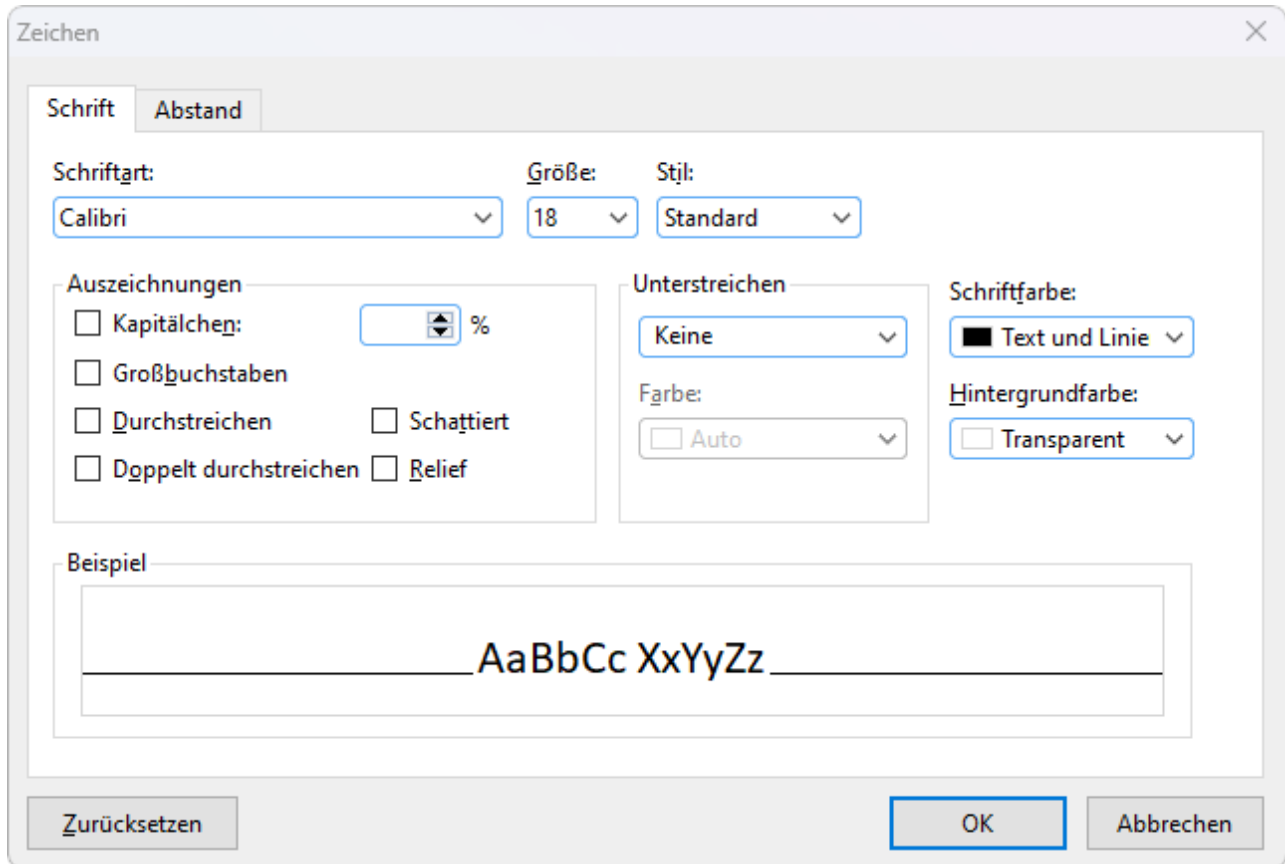 Zeichen
Schrift Abstand
Schriftart: Größe: Stil:
Calibri 18 Standard
Auszeichnungen Unterstreichen Schriftfarbe:
Kapitälchen: % Keine Text und Linie
Großbuchstaben
Farbe: Hintergrundfarbe:
Durchstreichen Schattiert Auto Transparent
Doppelt durchstreichen Relief
Beispiel
AaBbCc XxYyZz
Zurücksetzen OK Abbrechen